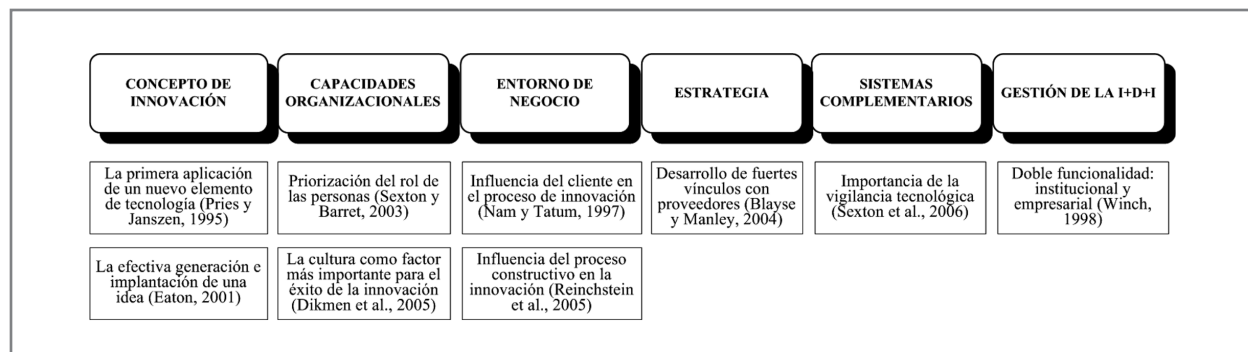 CONCEPTO DE
INNOVACIÓN
CAPACIDADES
ORGANIZACIONALES
ENTORNO DE
NEGOCIO
ESTRATEGIA
SISTEMAS
COMPLEMENTARIOS
GESTIÓN DE LA I+D+I
La primera aplicación
de un nuevo elemento
de tecnología (Pries y
Janszen, 1995)
Priorización del rol de
las personas (Sexton y
Barret, 2003)
Influencia del cliente en
el proceso de innovación
(Nam y Tatum, 1997)
Desarrollo de fuertes
vínculos con
proveedores (Blayse
y Manley, 2004)
Importancia de la
vigilancia tecnológica
(Sexton et al., 2006)
Doble funcionalidad:
institucional y
empresarial (Winch,
1998)
La efectiva generación e
implantación de una
idea (Eaton, 2001)
La cultura como factor
más importante para el
éxito de la innovación
(Dikmen et al., 2005)
Influencia del proceso
constructivo en la
innovación (Reinchstein
et al., 2005)